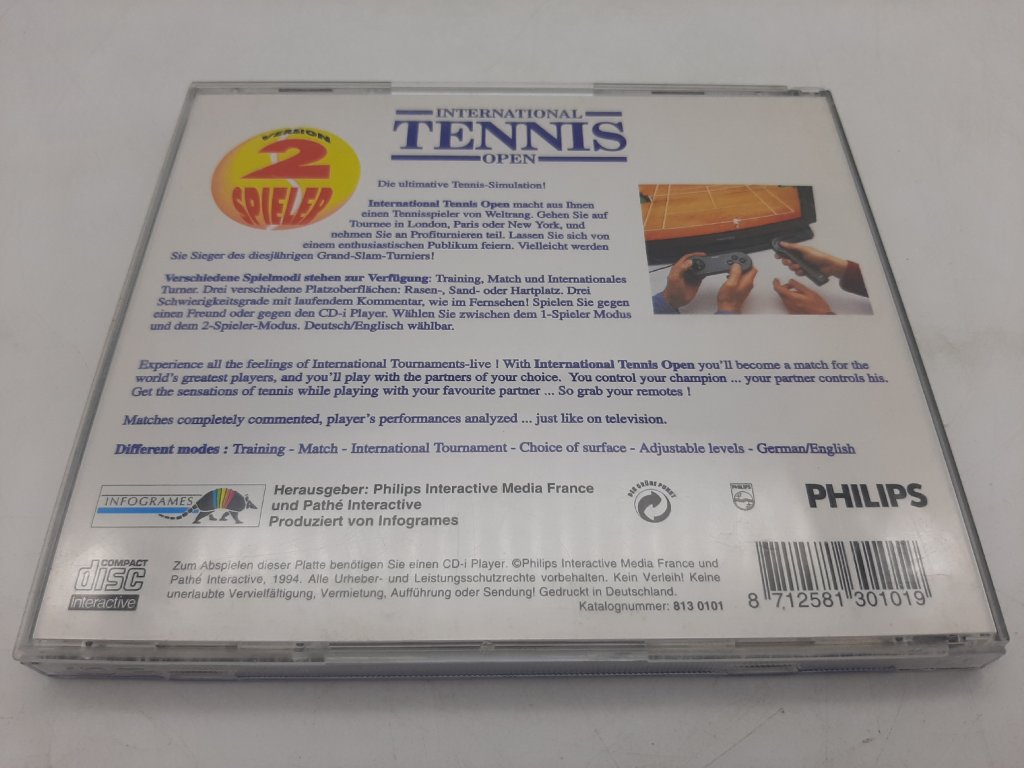 INTERNATIONAL
TENNIS
OPEN
VERSION
2
SPIELER
Die ultimative Tennis-Simulation!
International Tennis Open macht aus Ihnen
einen Tennisspieler von Weltrang. Gehen Sie auf
Tournee in London, Paris oder New York, und
nehmen Sie an Profiturnieren teil. Lassen Sie sich von
einem enthusiastischen Publikum feiern. Vielleicht werden
Sie Sieger des diesjährigen Grand-Slam-Turniers!
Verschiedene Spielmodi stehen zur Verfügung: Training, Match und Internationales
Turner. Drei verschiedene Platzoberflächen: Rasen-, Sand- oder Hartplatz. Drei
Schwierigkeitsgrade mit laufendem Kommentar, wie im Fernsehen! Spielen Sie gegen
einen Freund oder gegen den CD-i Player. Wählen Sie zwischen dem 1-Spieler Modus
und dem 2-Spieler-Modus. Deutsch/Englisch wählbar.
Experience all the feelings of International Tournaments-live ! With International Tennis Open you'll become a match for the
world's greatest players, and you'll play with the partners of your choice. You control your champion ... your partner controls his.
Get the sensations of tennis while playing with your favourite partner ... So grab your remotes !
Matches completely commented, player's performances analyzed ... just like on television.
Different modes : Training - Match - International Tournament - Choice of surface - Adjustable levels - German/English
INFOGRAMES
Herausgeber: Philips Interactive Media France
und Pathé Interactive
Produziert von Infogrames
DER GRÜNE PUNKT
PHILIPS
PHILIPS
COMPACT
disc
Interactive
Zum Abspielen dieser Platte benötigen Sie einen CD-i Player. ©Philips Interactive Media France und
Pathé Interactive, 1994. Alle Urheber- und Leistungsschutzrechte vorbehalten. Kein Verleih! Keine
unerlaubte Vervielfältigung, Vermietung, Aufführung oder Sendung! Gedruckt in Deutschland.
Katalognummer: 813 0101
8 712581 301019